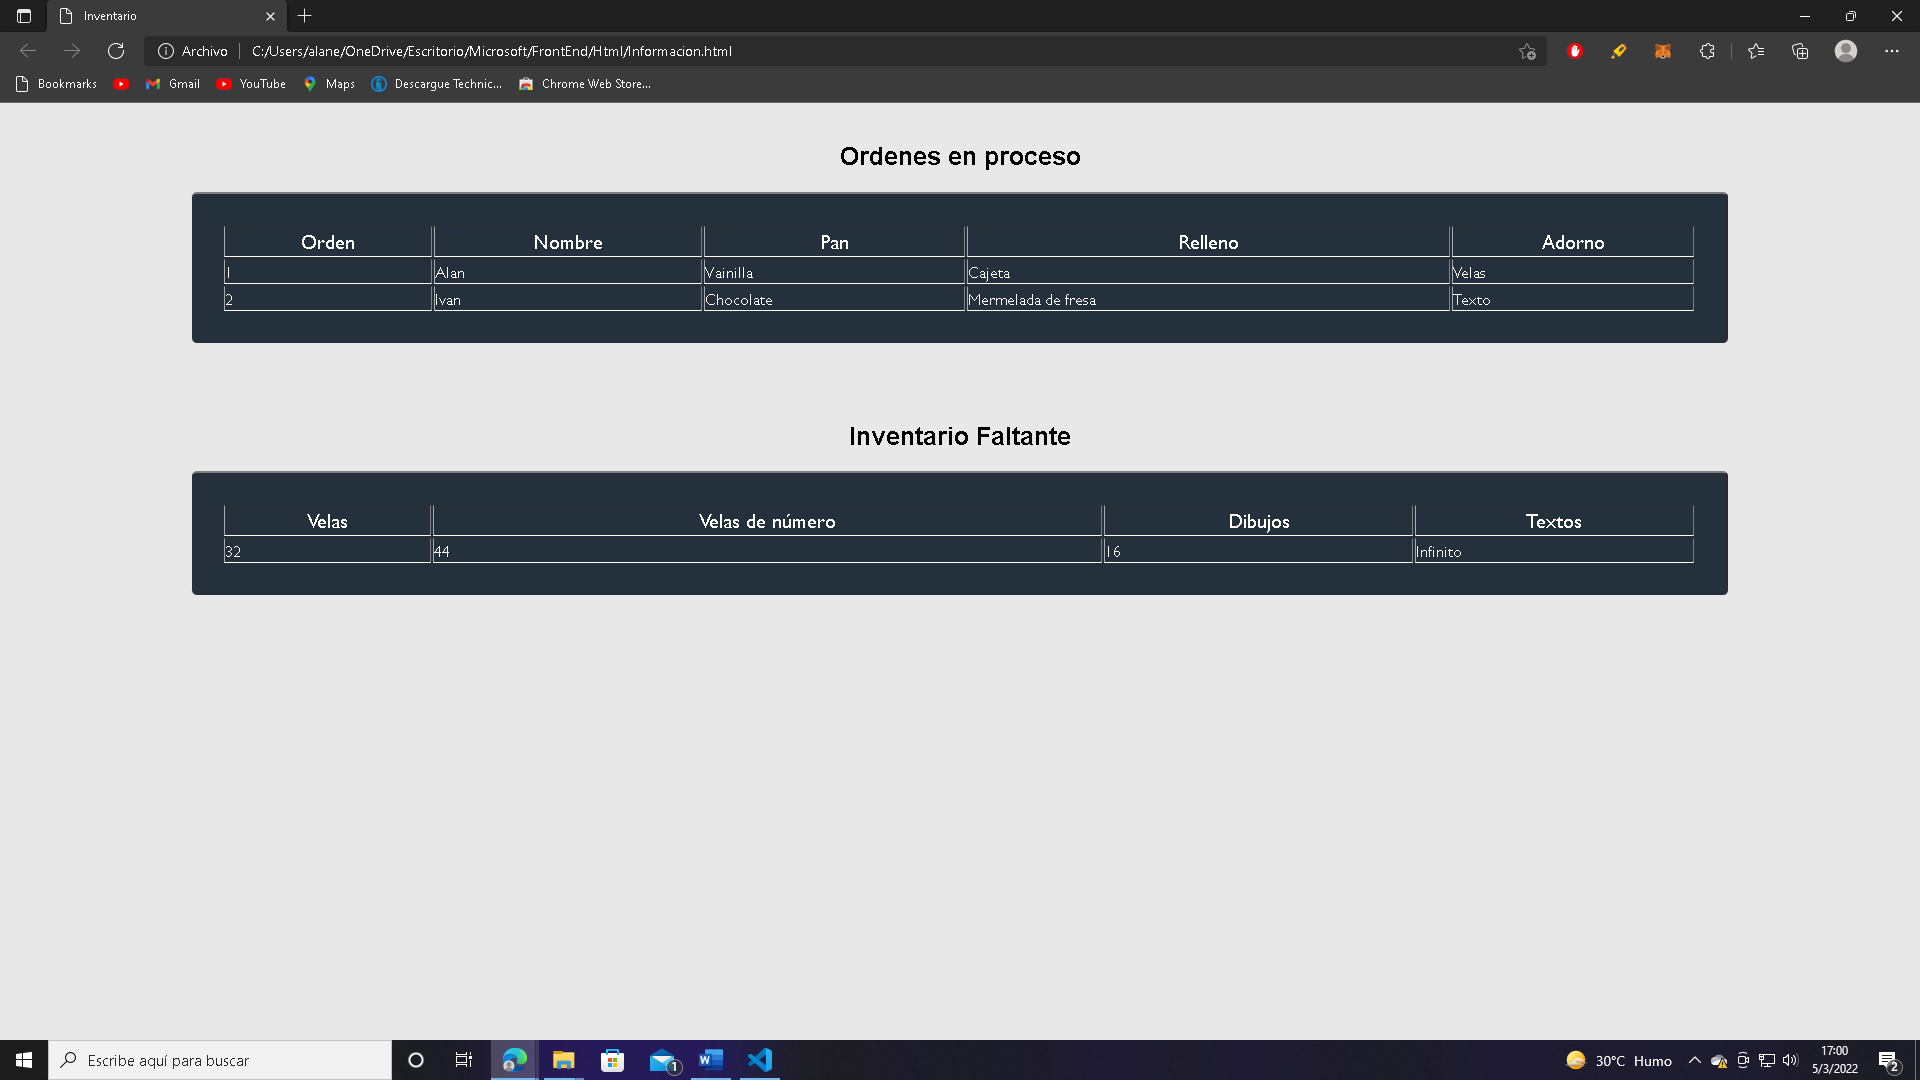 Inventario
Archivo C:/Users/alane/OneDrive/Escritorio/Microsoft/FrontEnd/Html/Informacion.html
Bookmarks Gmail YouTube Maps Descargue Technic... Chrome Web Store...
Ordenes en proceso
Orden Nombre Pan Relleno Adorno
1 Alan Vainilla Cajeta Velas
2 Ivan Chocolate Mermelada de fresa Texto
Inventario Faltante
Velas Velas de número Dibujos Textos
32 44 16 Infinito
Escribe aquí para buscar 1 30°C Humo 17:00
5/3/2022 2